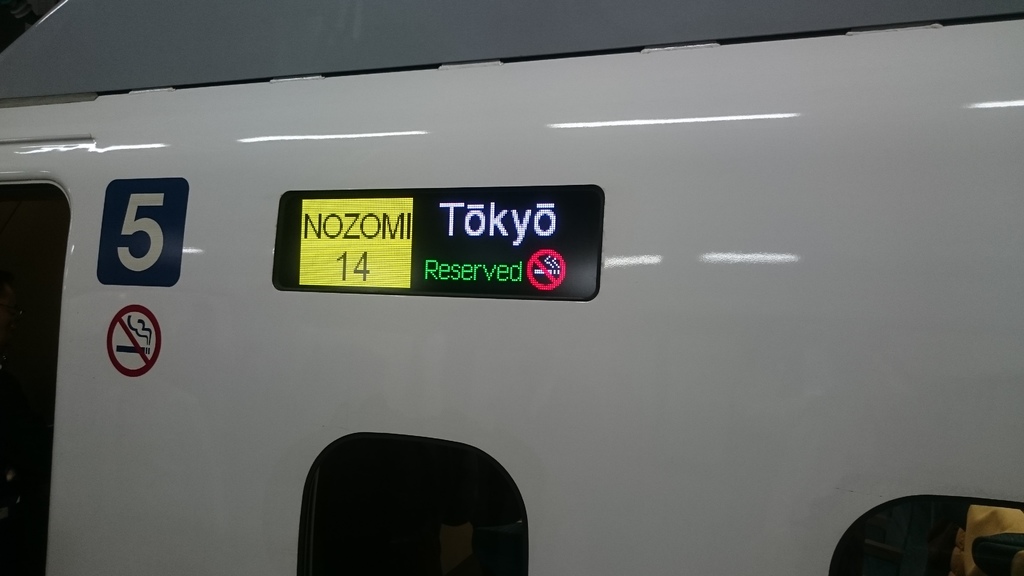 5
NOZOMI
14
Tōkyō
Reserved